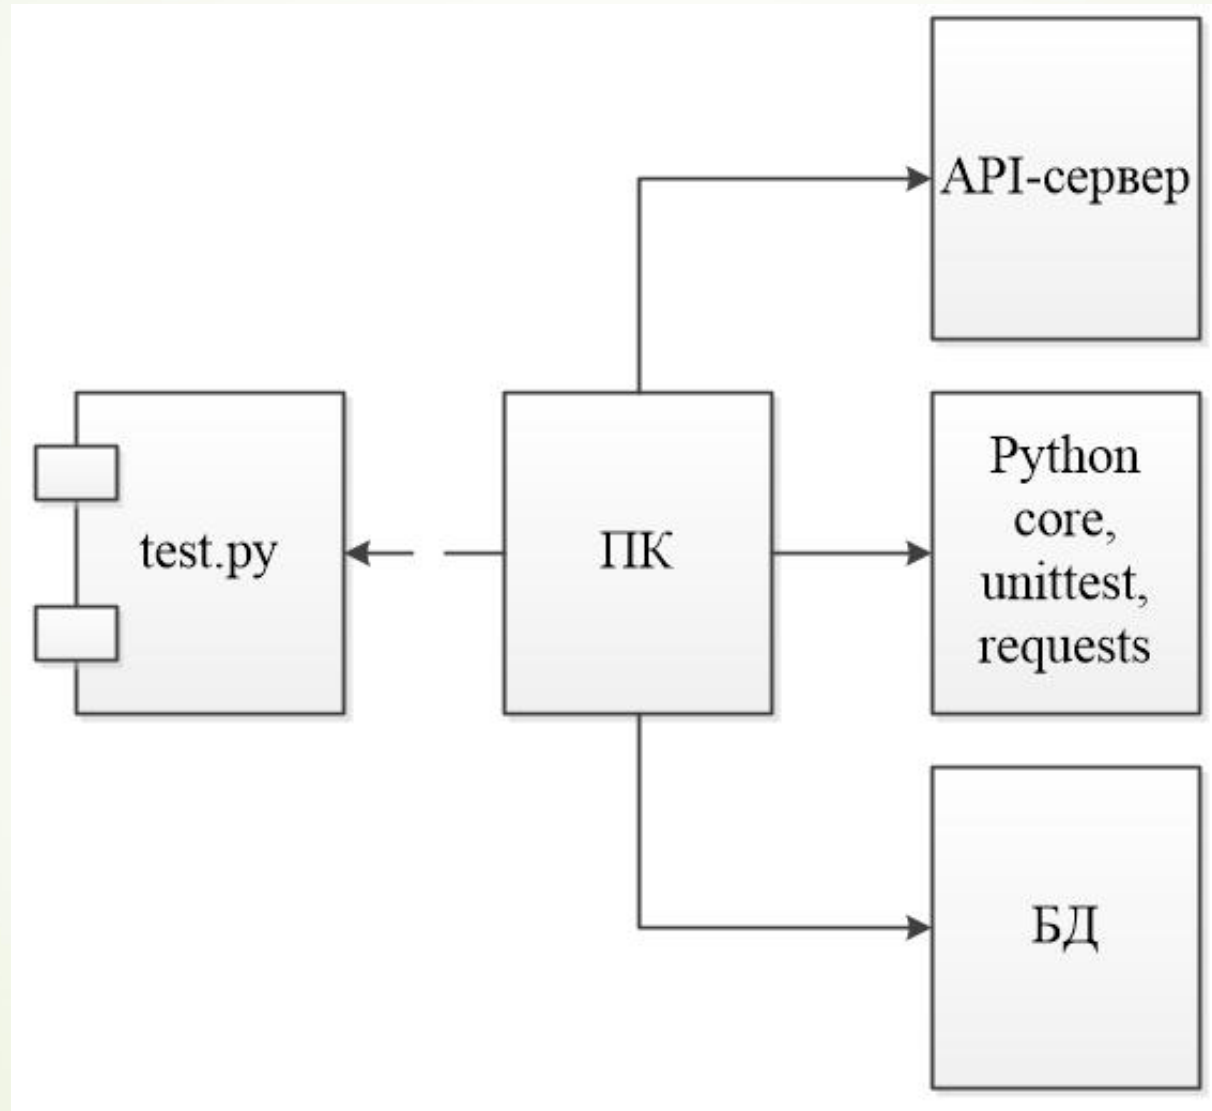 API-сервер
test.py
ПК
Python
core,
unittest,
requests
БД